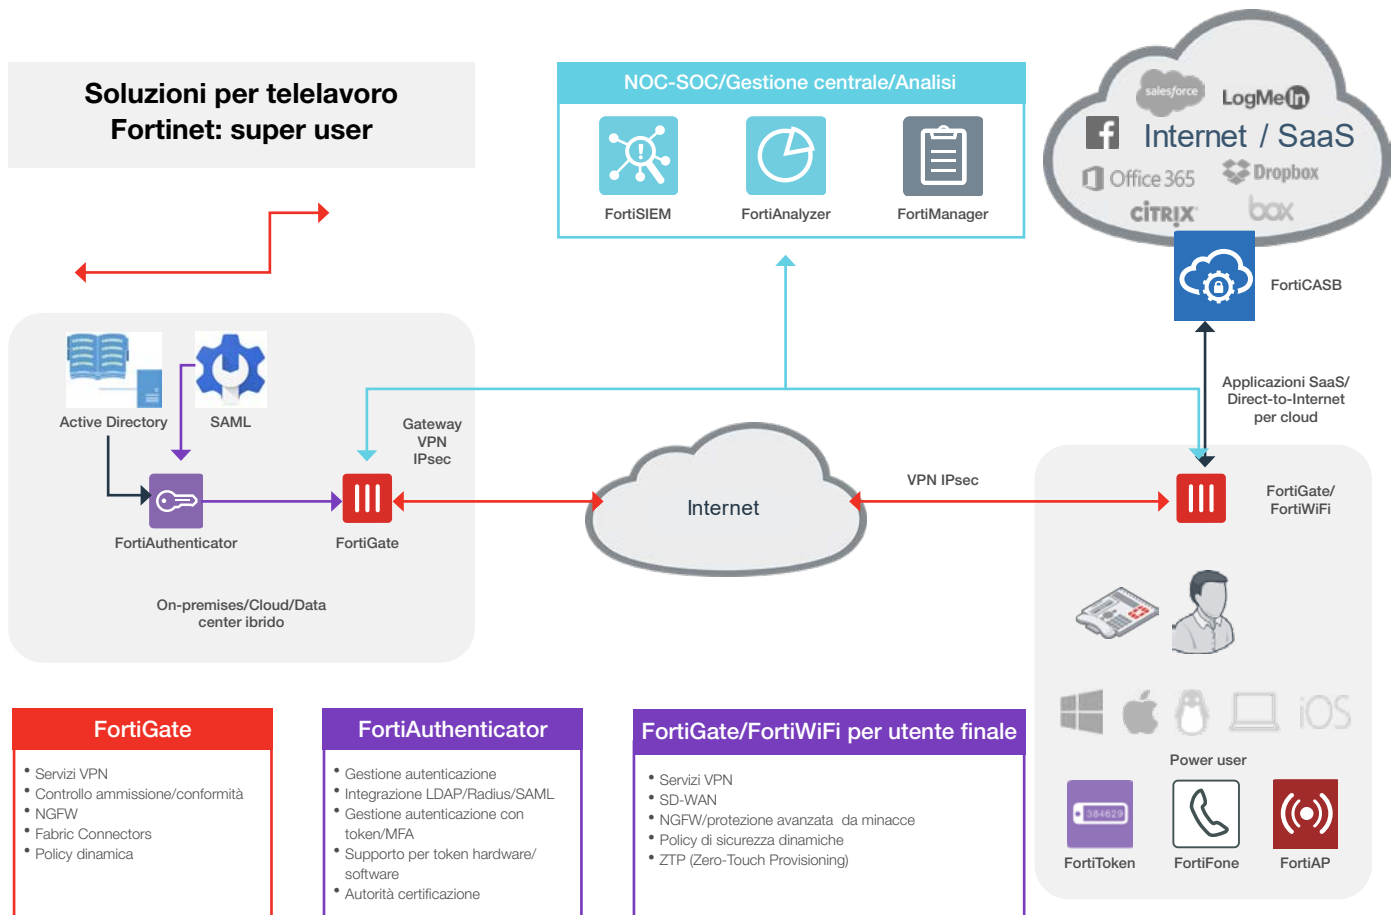 Soluzioni per telelavoro
Fortinet: super user
NOC-SOC/Gestione centrale/Analisi
FortiSIEM
FortiAnalyzer
FortiManager
salesforce
LogMeIn
Internet / SaaS
Office 365
Dropbox
CITRIX
box
FortiCASB
Applicazioni SaaS/
Direct-to-Internet
per cloud
Active Directory
SAML
Gateway
VPN
IPsec
FortiAuthenticator
FortiGate
On-premises/Cloud/Data
center ibrido
Internet
VPN IPsec
FortiGate/
FortiWiFi
iOS
Power user
384629
FortiToken
FortiFone
FortiAP
FortiGate
• Servizi VPN
• Controllo ammissione/conformità
• NGFW
• Fabric Connectors
• Policy dinamica
FortiAuthenticator
• Gestione autenticazione
• Integrazione LDAP/Radius/SAML
• Gestione autenticazione con
token/MFA
• Supporto per token hardware/
software
• Autorità certificazione
FortiGate/FortiWiFi per utente finale
• Servizi VPN
• SD-WAN
• NGFW/protezione avanzata da minacce
• Policy di sicurezza dinamiche
• ZTP (Zero-Touch Provisioning)